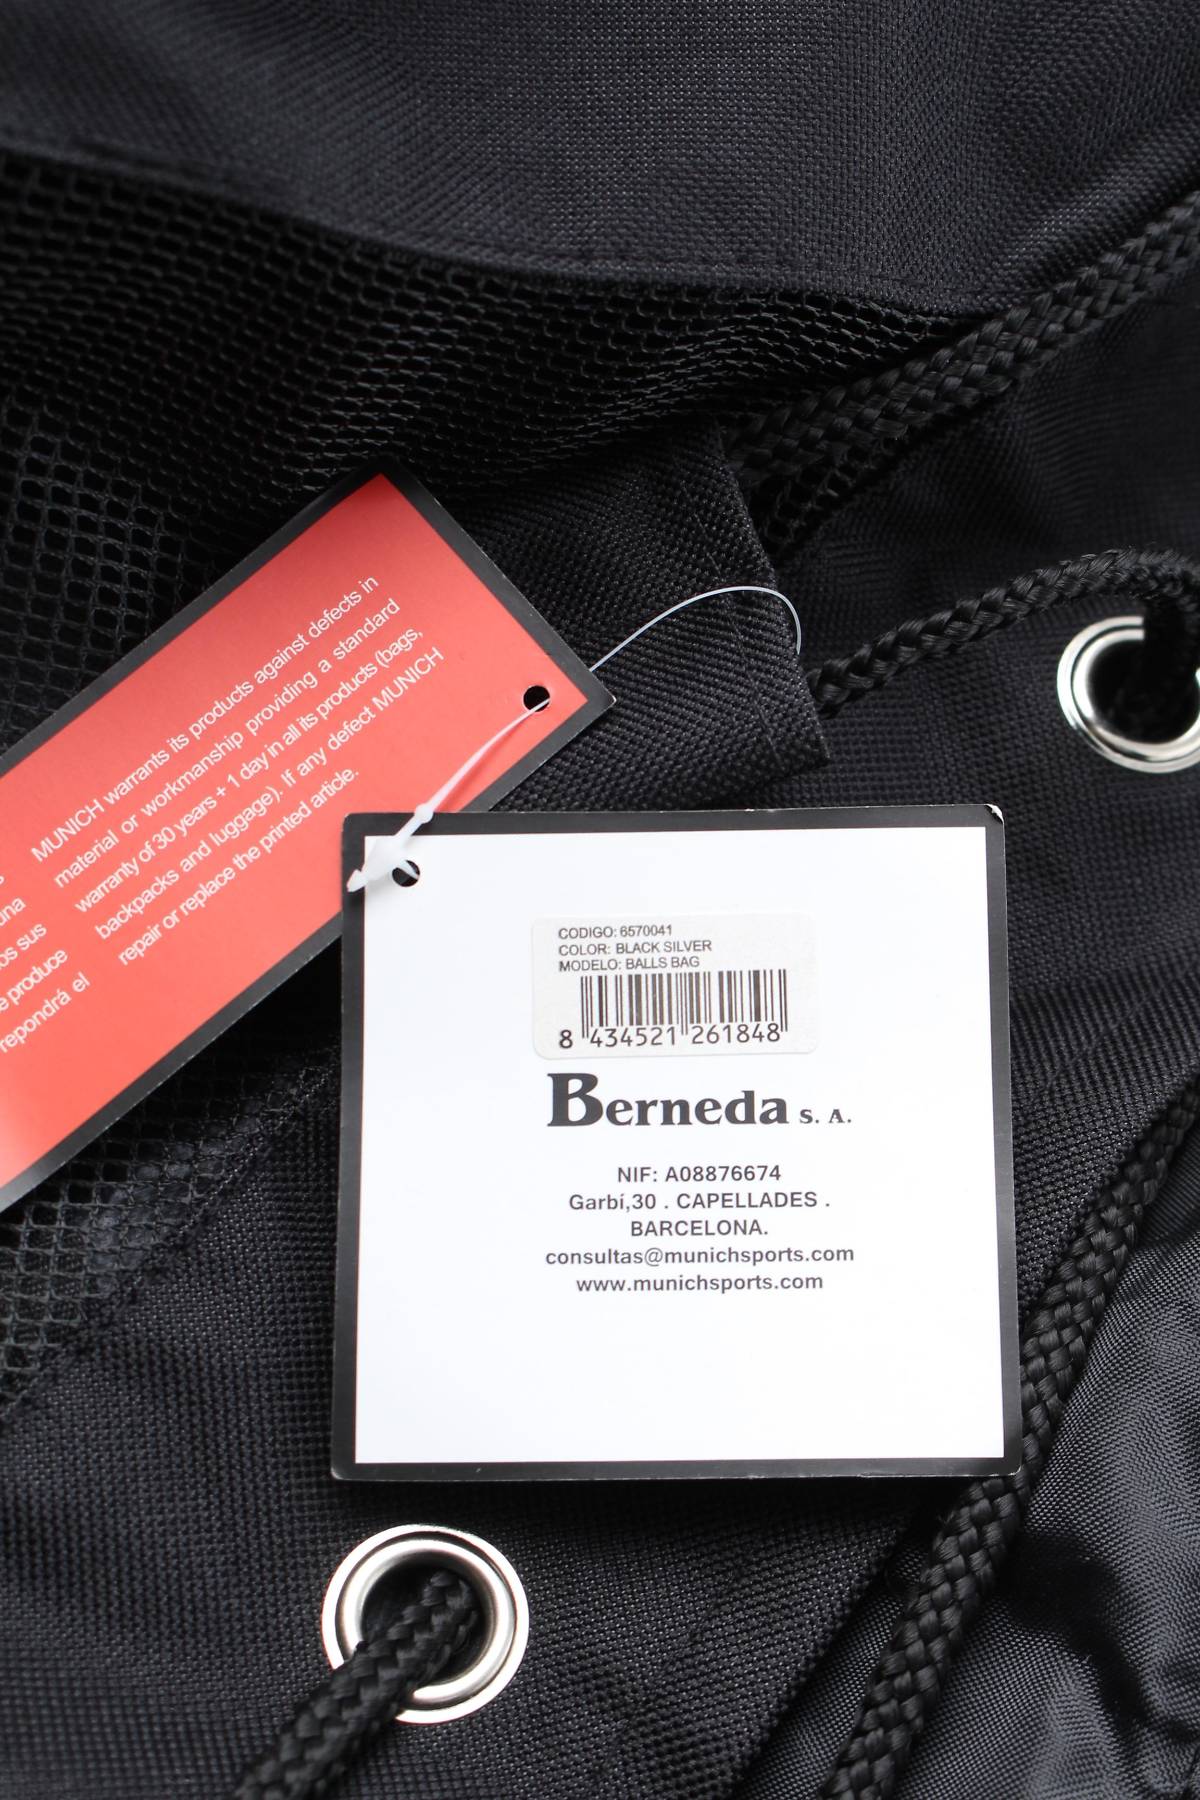 MUNICH warrants its products against defects in
material or workmanship providing a standard
warranty of 30 years + 1 day in all its products (bags,
backpacks and luggage). If any defect MUNICH
repair or replace the printed article.
os sus
produce
repondrá el
CODIGO: 6570041
COLOR: BLACK SILVER
MODELO: BALLS BAG
8 434521 261848
Berneda S. A.
NIF: A08876674
Garbí,30 . CAPELLADES .
BARCELONA.
consultas@munichsports.com
www.munichsports.com